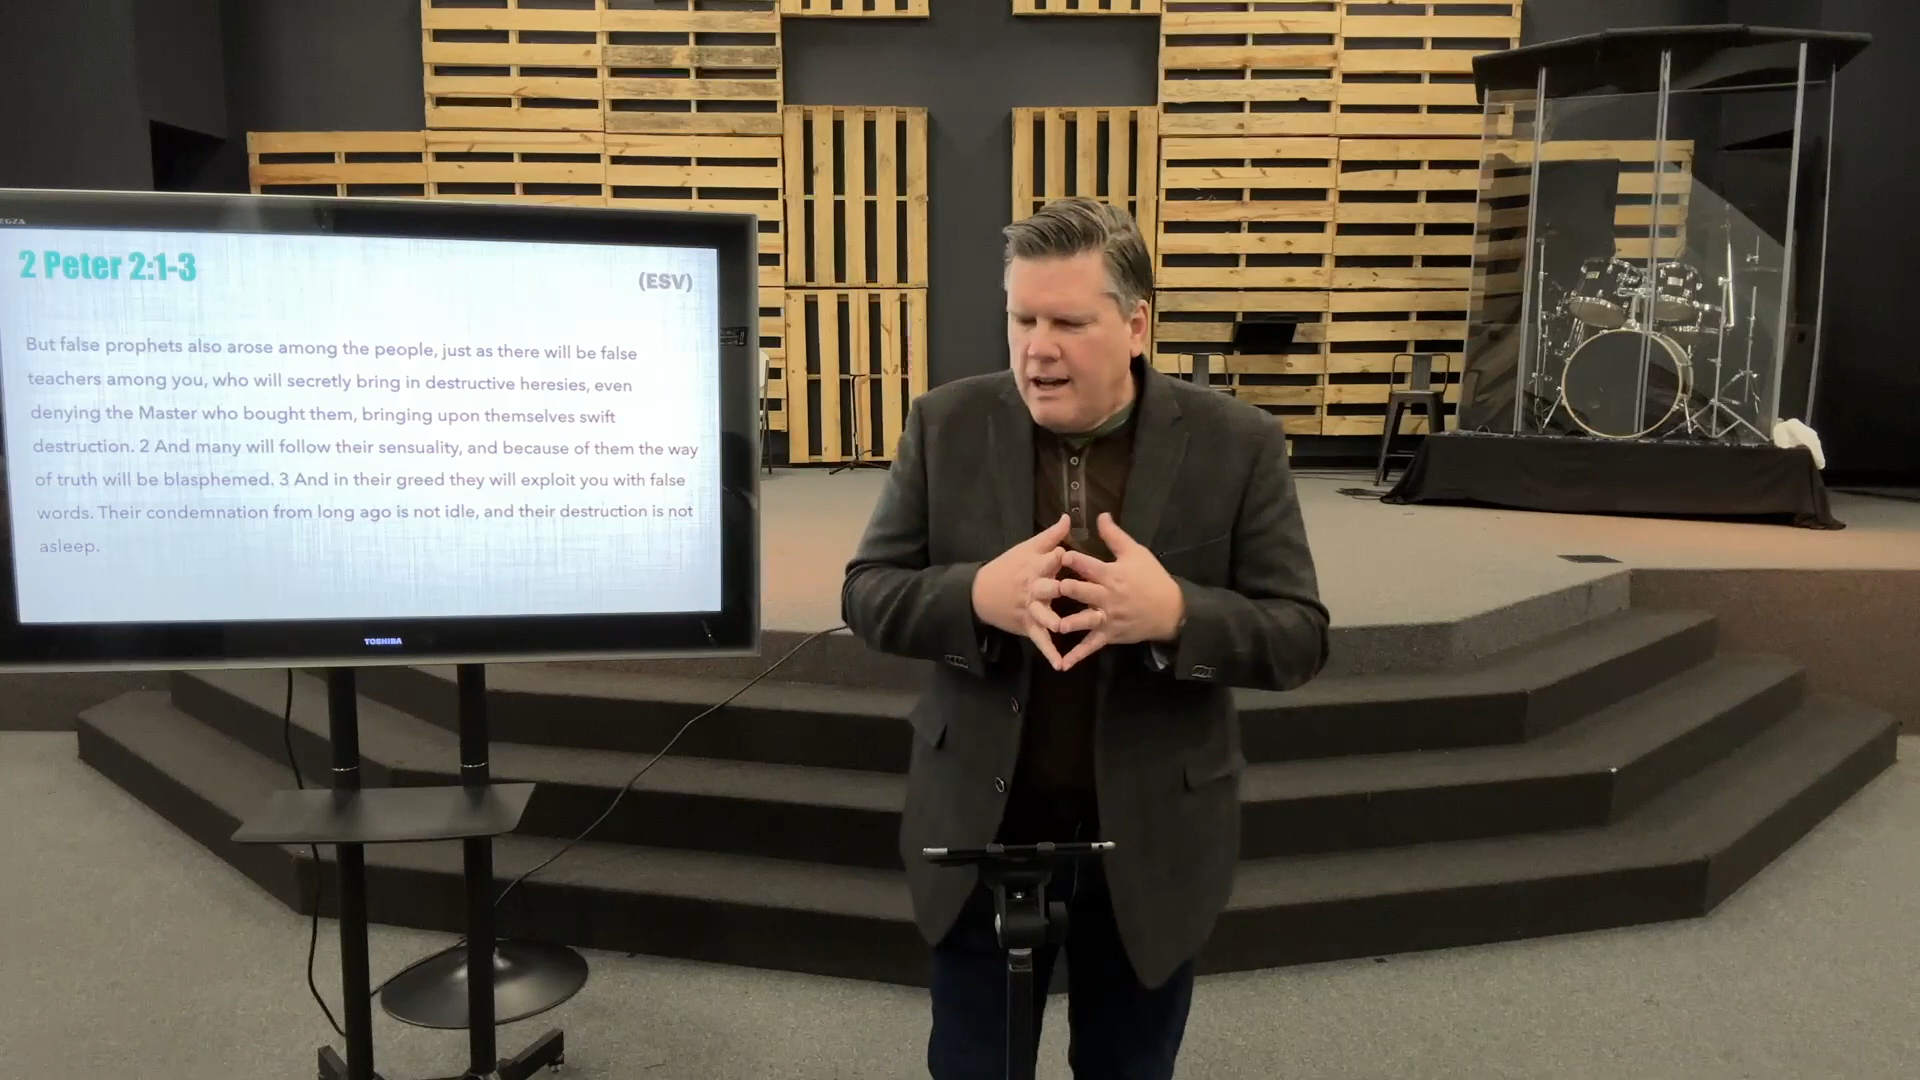 EGZA
2 Peter 2:1-3
(ESV)
But false prophets also arose among the people, just as there will be false
teachers among you, who will secretly bring in destructive heresies, even
denying the Master who bought them, bringing upon themselves swift
destruction. 2 And many will follow their sensuality, and because of them the way
of truth will be blasphemed. 3 And in their greed they will exploit you with false
words. Their condemnation from long ago is not idle, and their destruction is not
asleep.
TOSHIBA